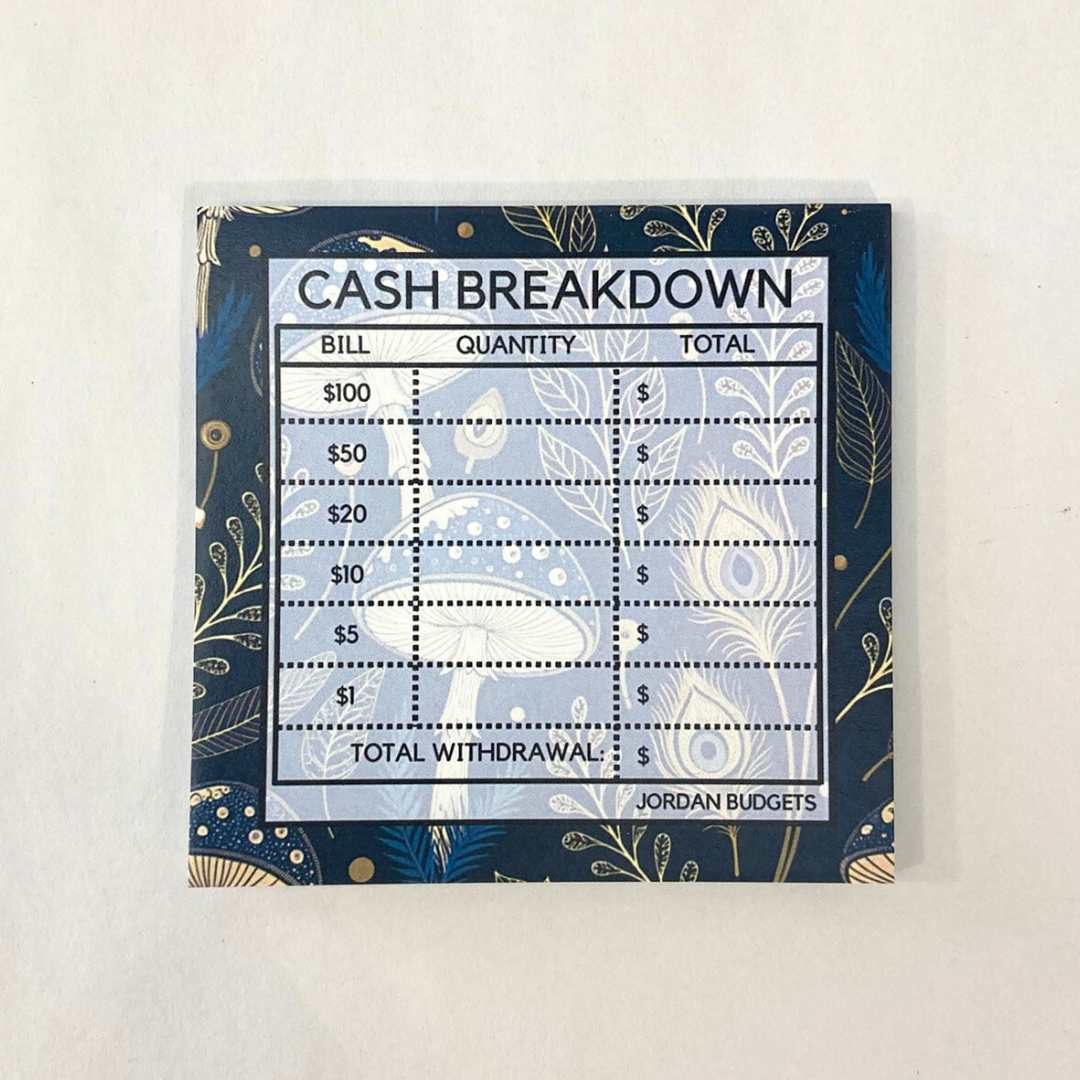 CASH BREAKDOWN
BILL QUANTITY TOTAL
$100 $
$50 $
$20 $
$10 $
$5 $
$1 $
TOTAL WITHDRAWAL: $
JORDAN BUDGETS